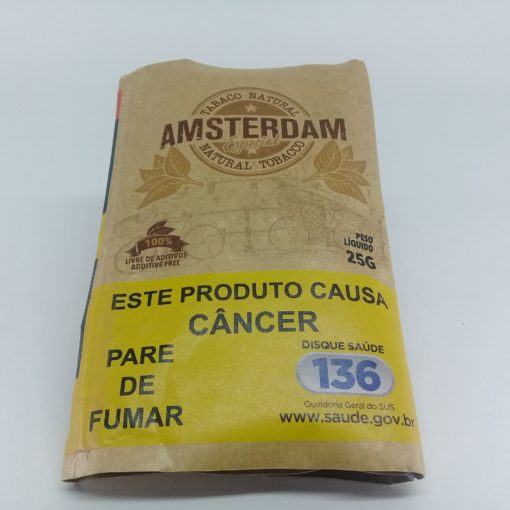 TABACO NATURAL
AMSTERDAM
especial
NATURAL TOBACCO
100%
LIVRE DE ADITIVOS
ADDITIVE FREE
PESO
LÍQUIDO
25G
ESTE PRODUTO CAUSA
CÂNCER
PARE
DE
FUMAR
DISQUE SAÚDE
136
Ouvidoria Geral do SUS
www.saude.gov.br